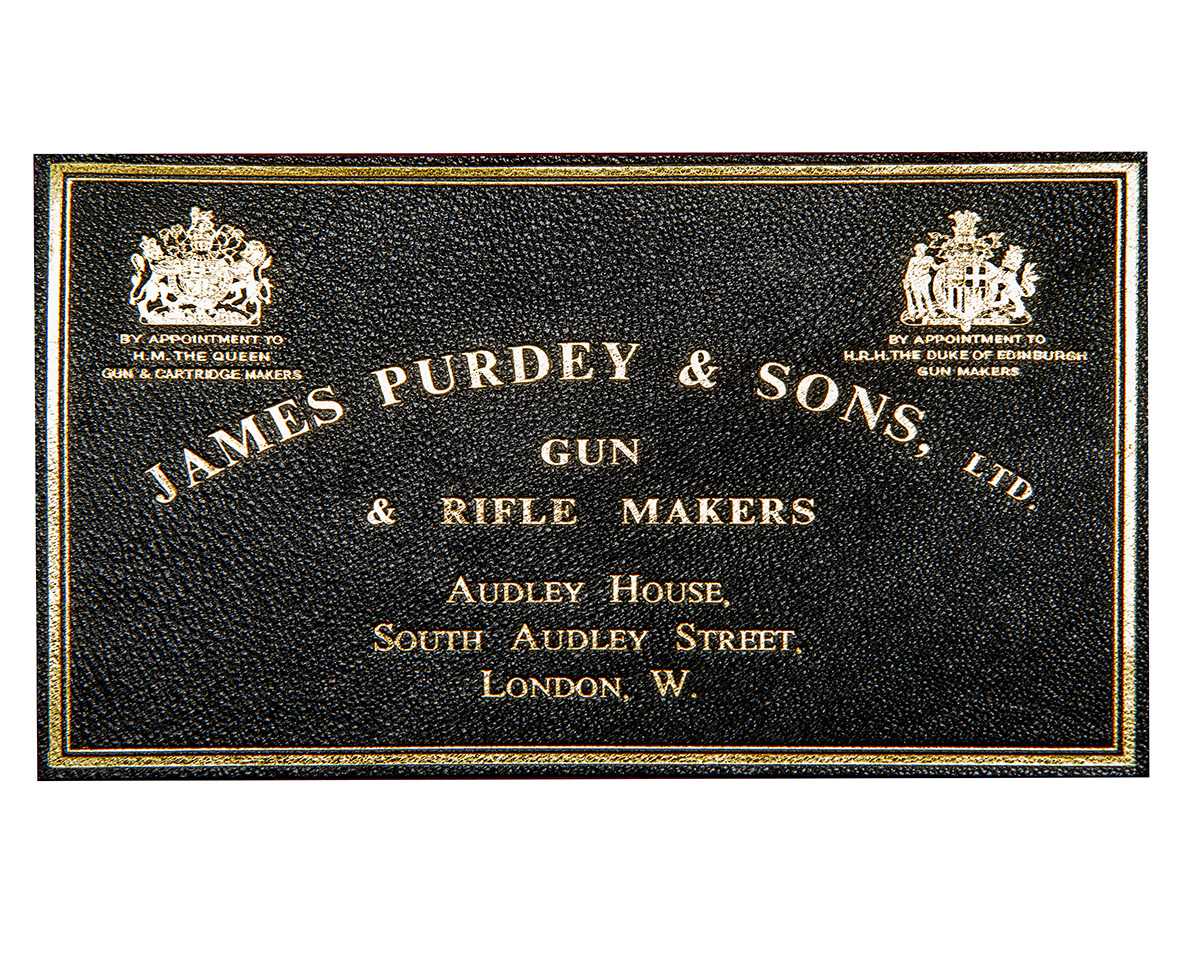 BY APPOINTMENT TO
H.M. THE QUEEN
GUN & CARTRIDGE MAKERS
BY APPOINTMENT TO
H.R.H. THE DUKE OF EDINBURGH
GUN MAKERS
JAMES PURDEY & SONS, LTD.
GUN
& RIFLE MAKERS
AUDLEY HOUSE,
SOUTH AUDLEY STREET,
LONDON, W.